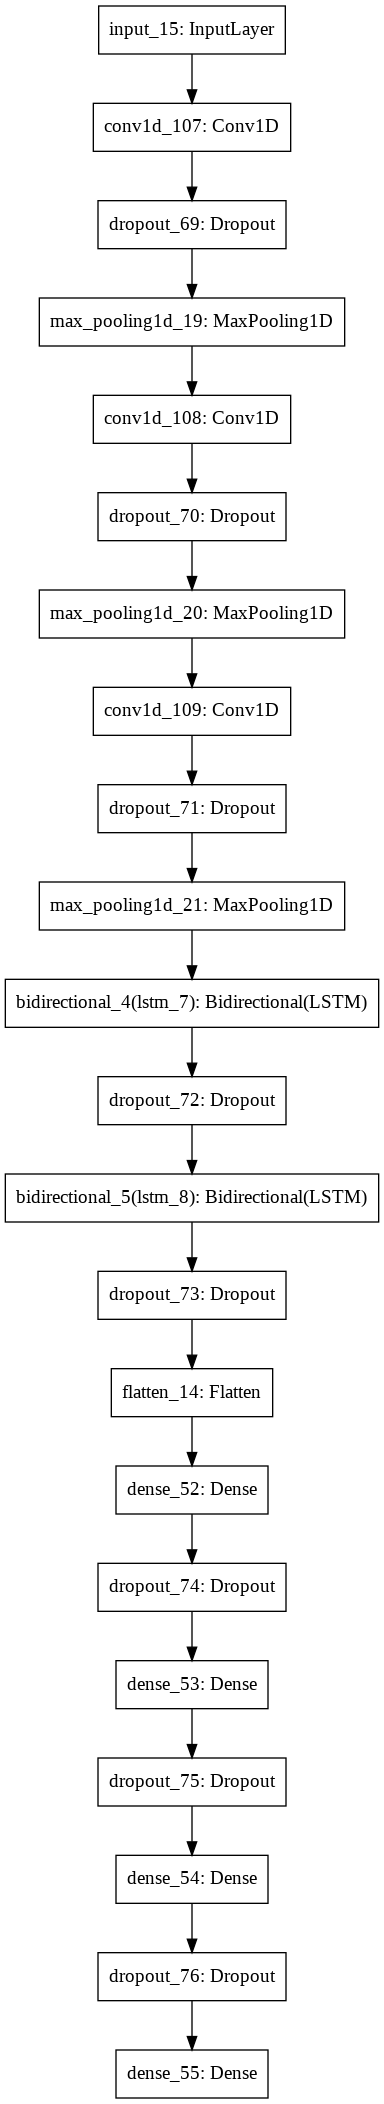 input_15: InputLayer
conv1d_107: Conv1D
dropout_69: Dropout
max_pooling1d_19: MaxPooling1D
conv1d_108: Conv1D
dropout_70: Dropout
max_pooling1d_20: MaxPooling1D
conv1d_109: Conv1D
dropout_71: Dropout
max_pooling1d_21: MaxPooling1D
bidirectional_4(lstm_7): Bidirectional(LSTM)
dropout_72: Dropout
bidirectional_5(lstm_8): Bidirectional(LSTM)
dropout_73: Dropout
flatten_14: Flatten
dense_52: Dense
dropout_74: Dropout
dense_53: Dense
dropout_75: Dropout
dense_54: Dense
dropout_76: Dropout
dense_55: Dense